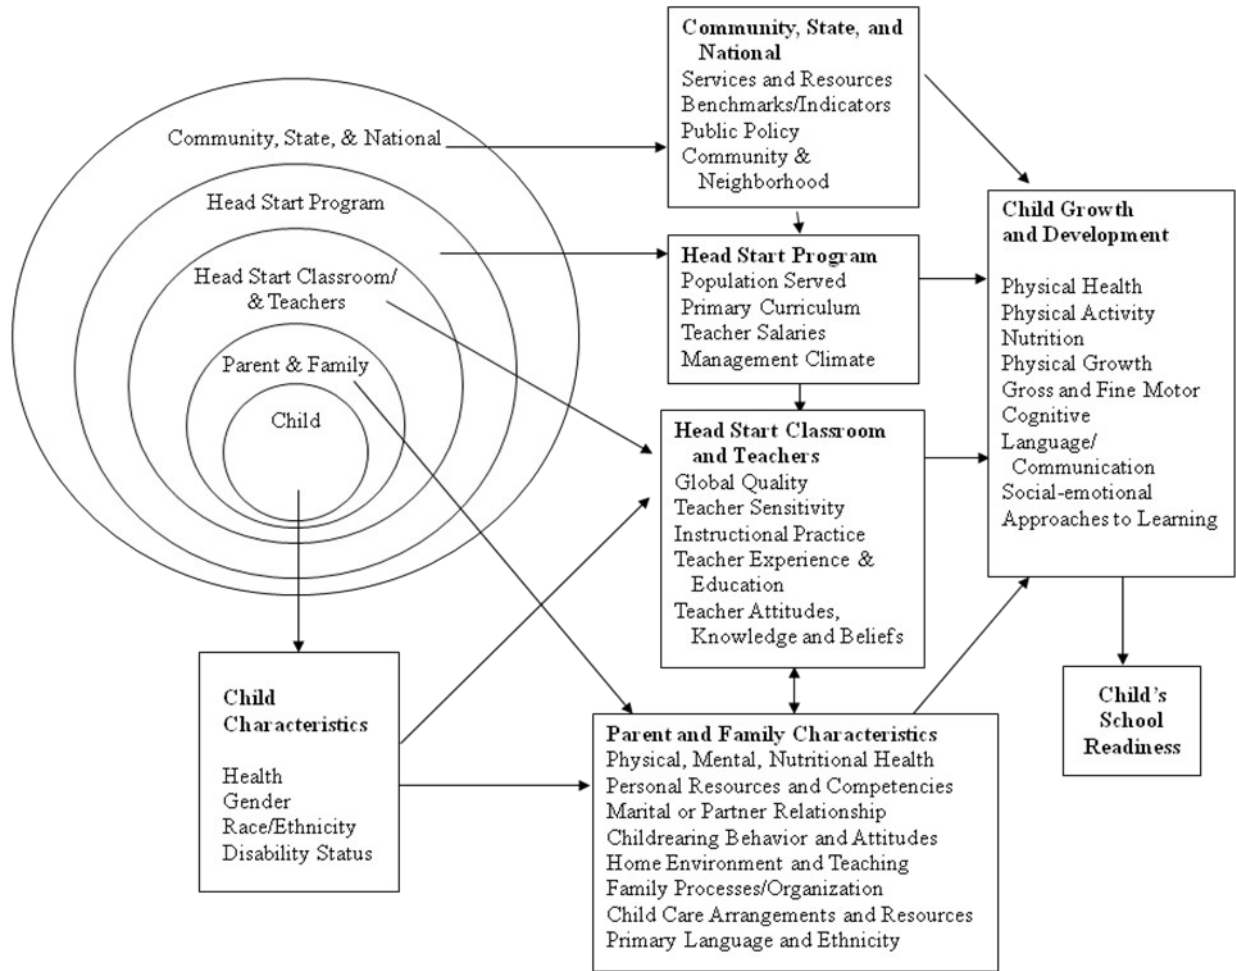 Community, State, & National
Head Start Program
Head Start Classroom/
& Teachers
Parent & Family
Child
Community, State, and
National
Services and Resources
Benchmarks/Indicators
Public Policy
Community &
Neighborhood
Head Start Program
Population Served
Primary Curriculum
Teacher Salaries
Management Climate
Head Start Classroom
and Teachers
Global Quality
Teacher Sensitivity
Instructional Practice
Teacher Experience &
Education
Teacher Attitudes,
Knowledge and Beliefs
Child
Characteristics
Health
Gender
Race/Ethnicity
Disability Status
Parent and Family Characteristics
Physical, Mental, Nutritional Health
Personal Resources and Competencies
Marital or Partner Relationship
Childrearing Behavior and Attitudes
Home Environment and Teaching
Family Processes/Organization
Child Care Arrangements and Resources
Primary Language and Ethnicity
Child Growth
and Development
Physical Health
Physical Activity
Nutrition
Physical Growth
Gross and Fine Motor
Cognitive
Language/
Communication
Social-emotional
Approaches to Learning
Child's
School
Readiness